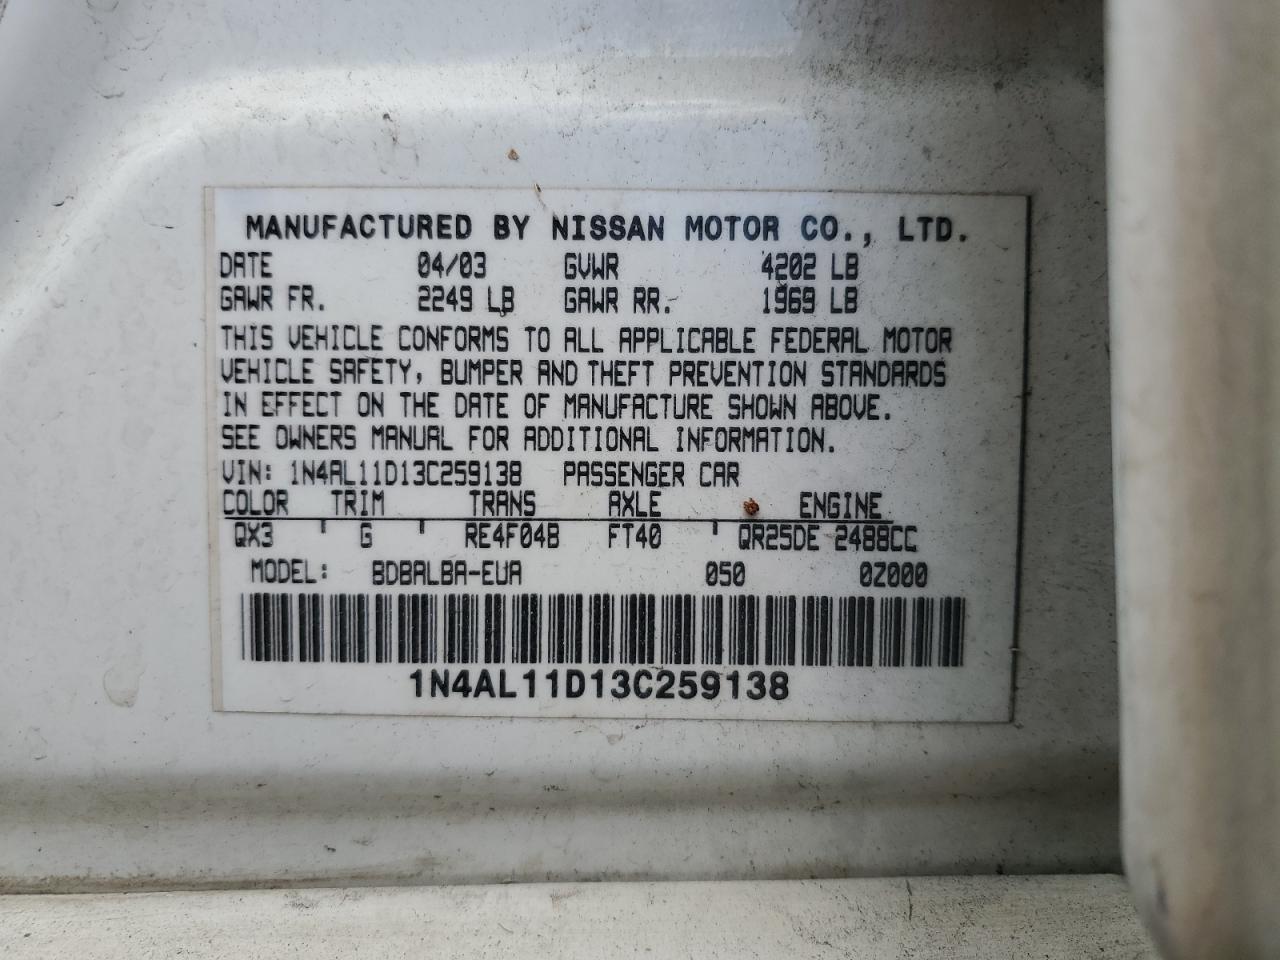 MANUFACTURED BY NISSAN MOTOR CO., LTD.
DATE 04/03 GVWR 4202 LB
GAWR FR. 2249 LB GAWR RR. 1969 LB
THIS VEHICLE CONFORMS TO ALL APPLICABLE FEDERAL MOTOR
VEHICLE SAFETY, BUMPER AND THEFT PREVENTION STANDARDS
IN EFFECT ON THE DATE OF MANUFACTURE SHOWN ABOVE.
SEE OWNERS MANUAL FOR ADDITIONAL INFORMATION.
VIN: 1N4AL11D13C259138 PASSENGER CAR
COLOR TRIM TRANS AXLE ENGINE
QX3 G RE4F04B FT40 QR25DE 2488CC
MODEL: BDBALBA-EUA 050 0Z000
1N4AL11D13C259138